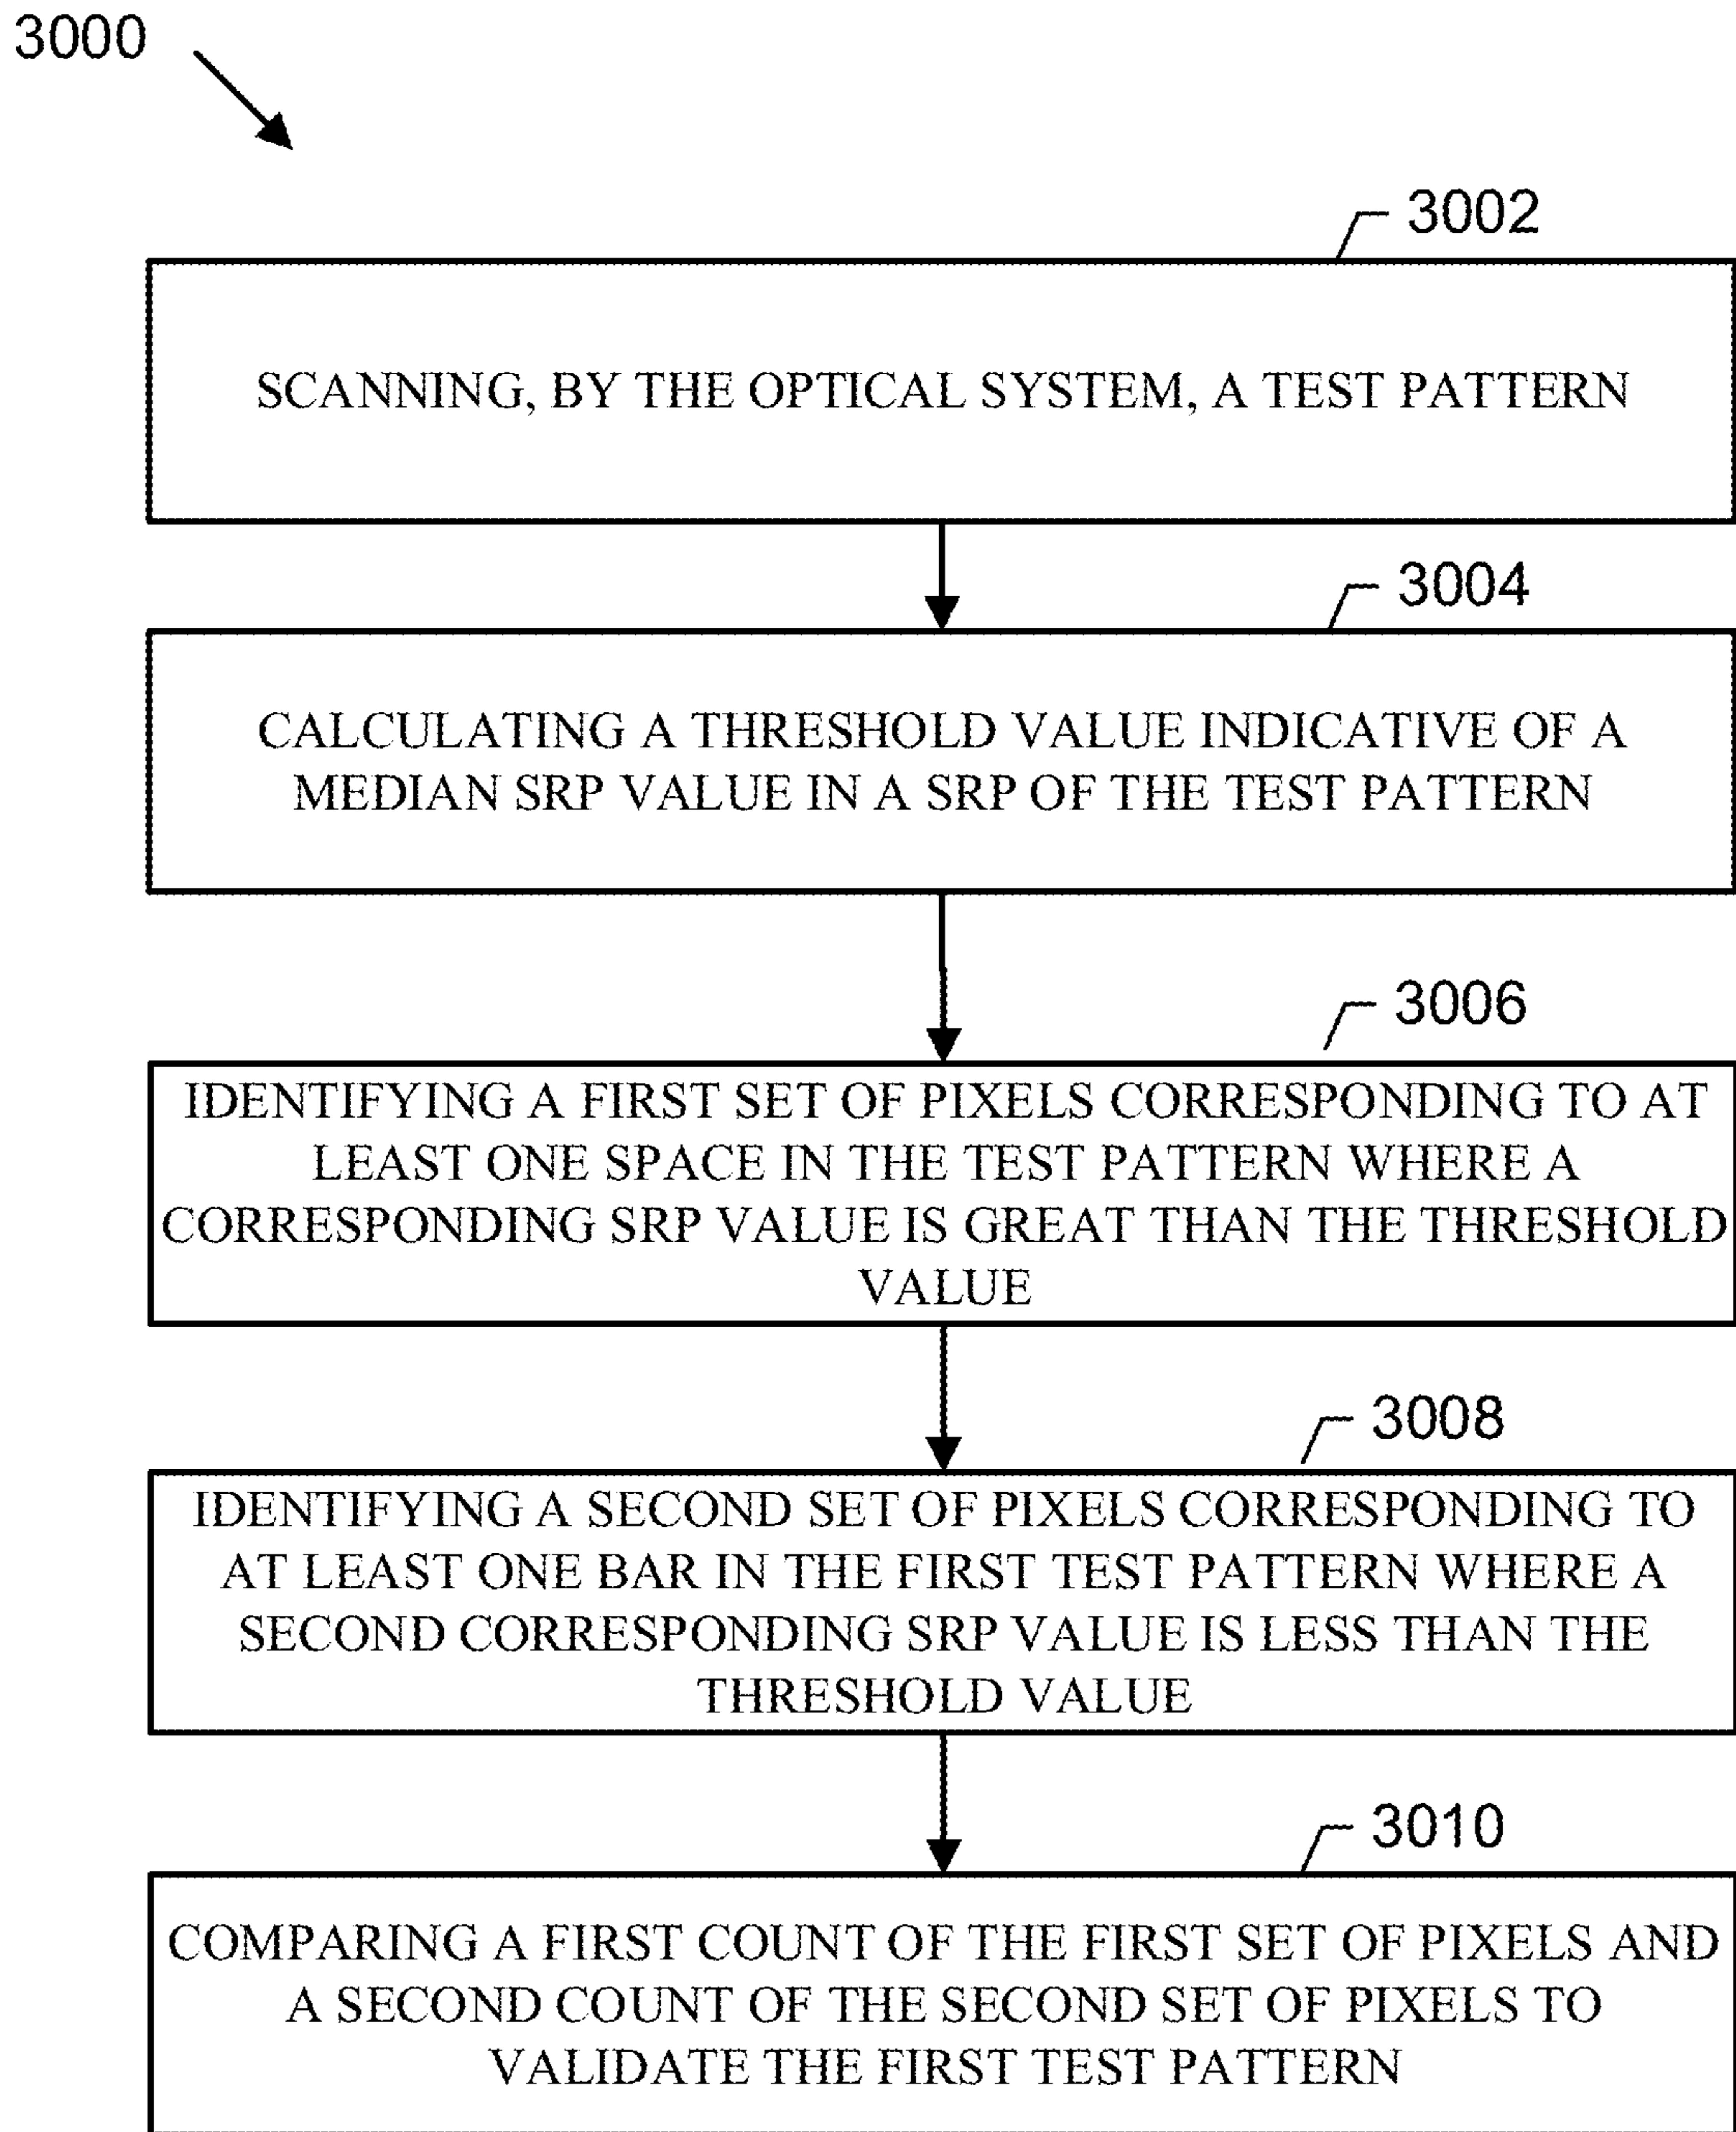 3000
3002
SCANNING, BY THE OPTICAL SYSTEM, A TEST PATTERN
3004
CALCULATING A THRESHOLD VALUE INDICATIVE OF A
MEDIAN SRP VALUE IN A SRP OF THE TEST PATTERN
3006
IDENTIFYING A FIRST SET OF PIXELS CORRESPONDING TO AT
LEAST ONE SPACE IN THE TEST PATTERN WHERE A
CORRESPONDING SRP VALUE IS GREAT THAN THE THRESHOLD
VALUE
3008
IDENTIFYING A SECOND SET OF PIXELS CORRESPONDING TO
AT LEAST ONE BAR IN THE FIRST TEST PATTERN WHERE A
SECOND CORRESPONDING SRP VALUE IS LESS THAN THE
THRESHOLD VALUE
3010
COMPARING A FIRST COUNT OF THE FIRST SET OF PIXELS AND
A SECOND COUNT OF THE SECOND SET OF PIXELS TO
VALIDATE THE FIRST TEST PATTERN